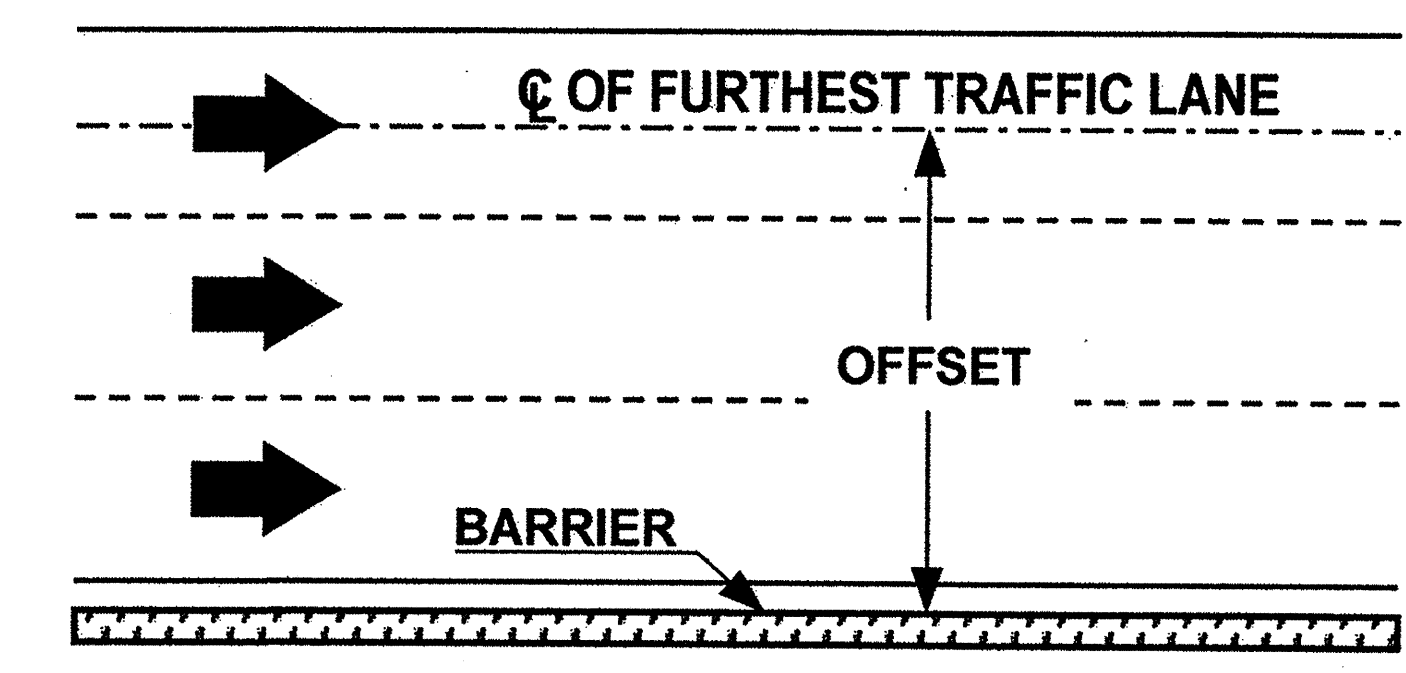 ℄ OF FURTHEST TRAFFIC LANE
OFFSET
BARRIER